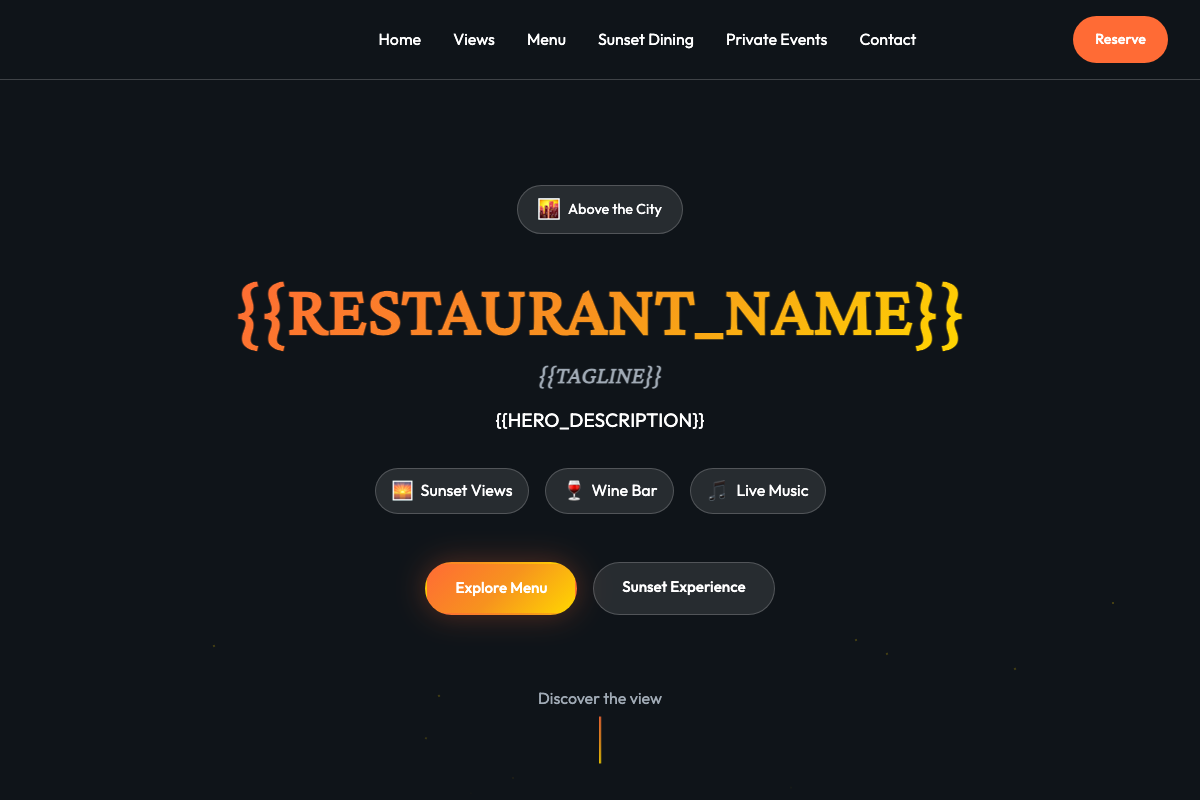 Home Views Menu Sunset Dining Private Events Contact Reserve
Above the City
{{RESTAURANT_NAME}}
{{TAGLINE}}
{{HERO_DESCRIPTION}}
Sunset Views Wine Bar Live Music
Explore Menu Sunset Experience
Discover the view